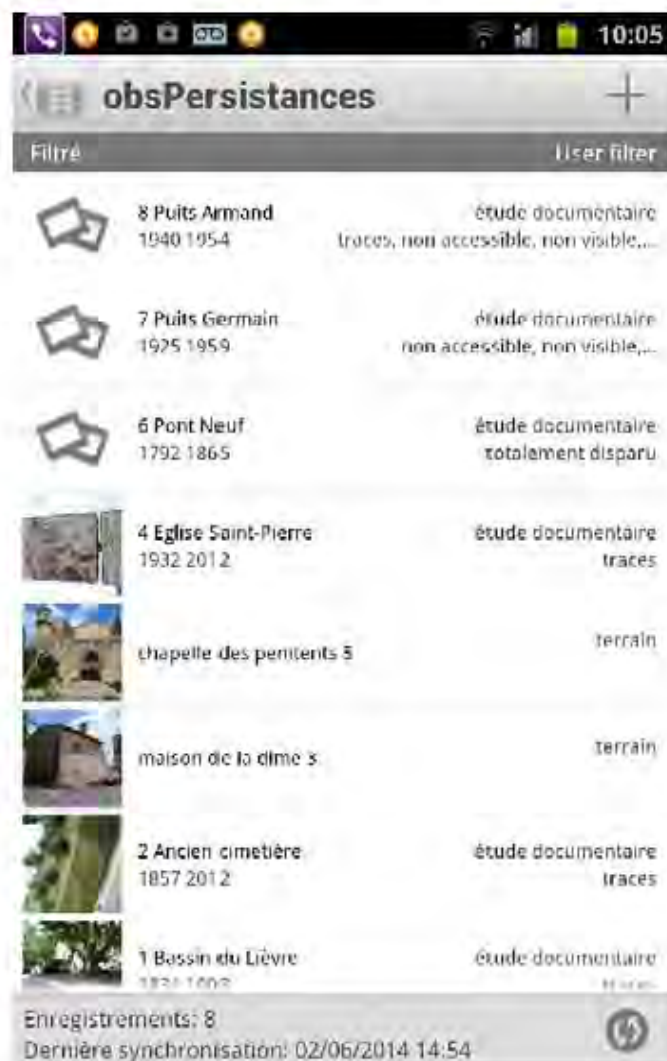 10:05
obsPersistances
Filtré User filter
8 Puits Armand étude documentaire
1940 1954 traces, non accessible, non visible,...
7 Puits Germain étude documentaire
1925 1959 non accessible, non visible,...
6 Pont Neuf étude documentaire
1792 1865 totalement disparu
4 Eglise Saint-Pierre étude documentaire
1932 2012 traces
chapelle des penitents 5 terrain
maison de la dime 3 terrain
2 Ancien cimetière étude documentaire
1857 2012 traces
1 Bassin du Lièvre étude documentaire
Enregistrements: 8
Dernière synchronisation: 02/06/2014 14:54